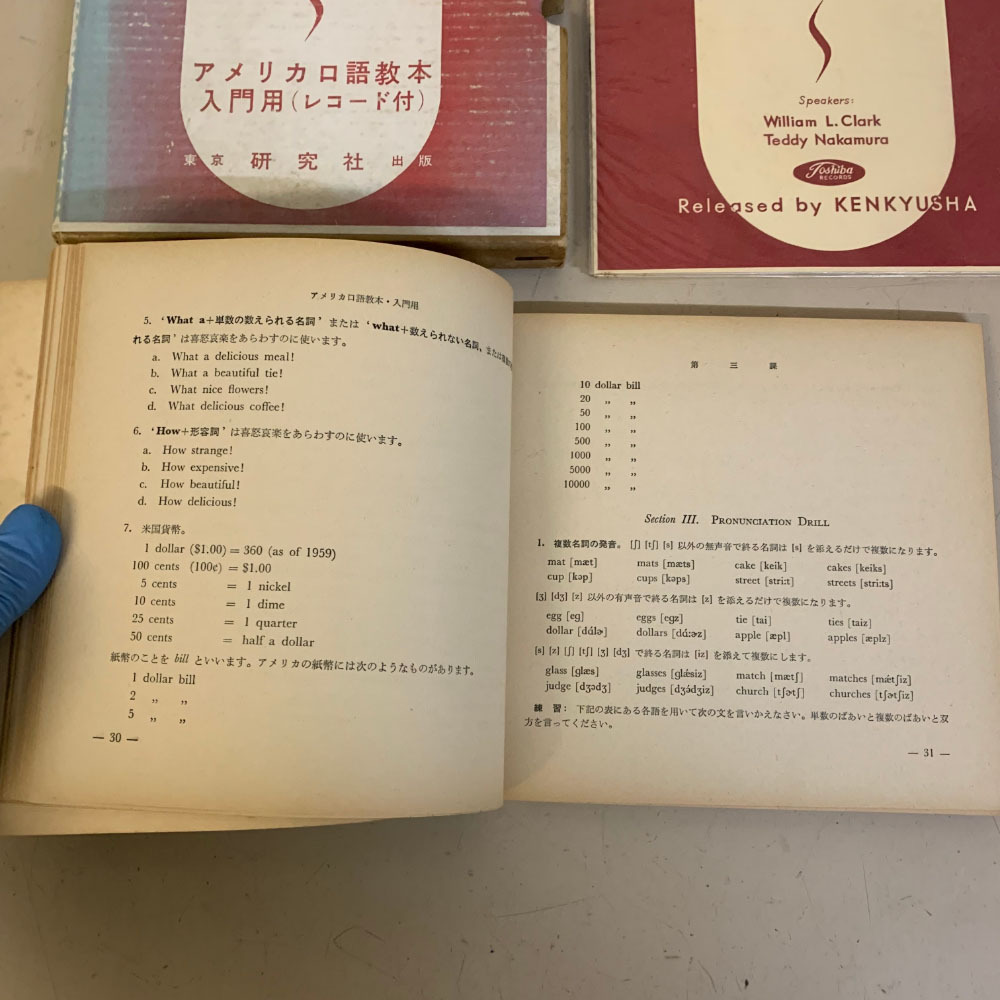 アメリカ口語教本
入門用(レコード付)
東京 研究社 出版
Speakers:
William L. Clark
Teddy Nakamura
Toshiba
RECORDS
Released by KENKYUSHA
アメリカ口語教本・入門用
5. ‘What a+単数の数えられる名詞’ または ‘what+数えられない名詞、または
れる名詞’ は喜怒哀楽をあらわすのに使います。
a. What a delicious meal!
b. What a beautiful tie!
c. What nice flowers!
d. What delicious coffee!
6. ‘How+形容詞’ は喜怒哀楽をあらわすのに使います。
a. How strange!
b. How expensive!
c. How beautiful!
d. How delicious!
7. 米国貨幣。
1 dollar ($1.00) = 360 (as of 1959)
100 cents (100¢) = $1.00
5 cents = 1 nickel
10 cents = 1 dime
25 cents = 1 quarter
50 cents = half a dollar
紙幣のことを bill といいます。アメリカの紙幣には次のようなものがあります。
1 dollar bill
2 〃 〃
5 〃 〃
— 30 —
第三課
10 dollar bill
20 〃 〃
50 〃 〃
100 〃 〃
500 〃 〃
1000 〃 〃
5000 〃 〃
10000 〃 〃
Section III. PRONUNCIATION DRILL
1. 複数名詞の発音。[ʃ] [tʃ] [s] 以外の無声音で終る名詞は [s] を添えるだけで複数になります。
mat [mæt] mats [mæts] cake [keik] cakes [keiks]
cup [kəp] cups [kəps] street [stri:t] streets [stri:ts]
[ʒ] [dʒ] [z] 以外の有声音で終る名詞は [z] を添えるだけで複数になります。
egg [eg] eggs [egz] tie [tai] ties [taiz]
dollar [dálɚ] dollars [dá:ɚz] apple [æpl] apples [æplz]
[s] [z] [ʃ] [tʃ] [ʒ] [dʒ] で終る名詞は [iz] を添えて複数にします。
glass [glæs] glasses [glǽsiz] match [mætʃ] matches [mǽtʃiz]
judge [dʒədʒ] judges [dʒə́dʒiz] church [tʃɚtʃ] churches [tʃɚtʃiz]
練習: 下記の表にある各語を用いて次の文を言いかえなさい。単数のばあいと複数のばあいと双
方を言ってください。
— 31 —